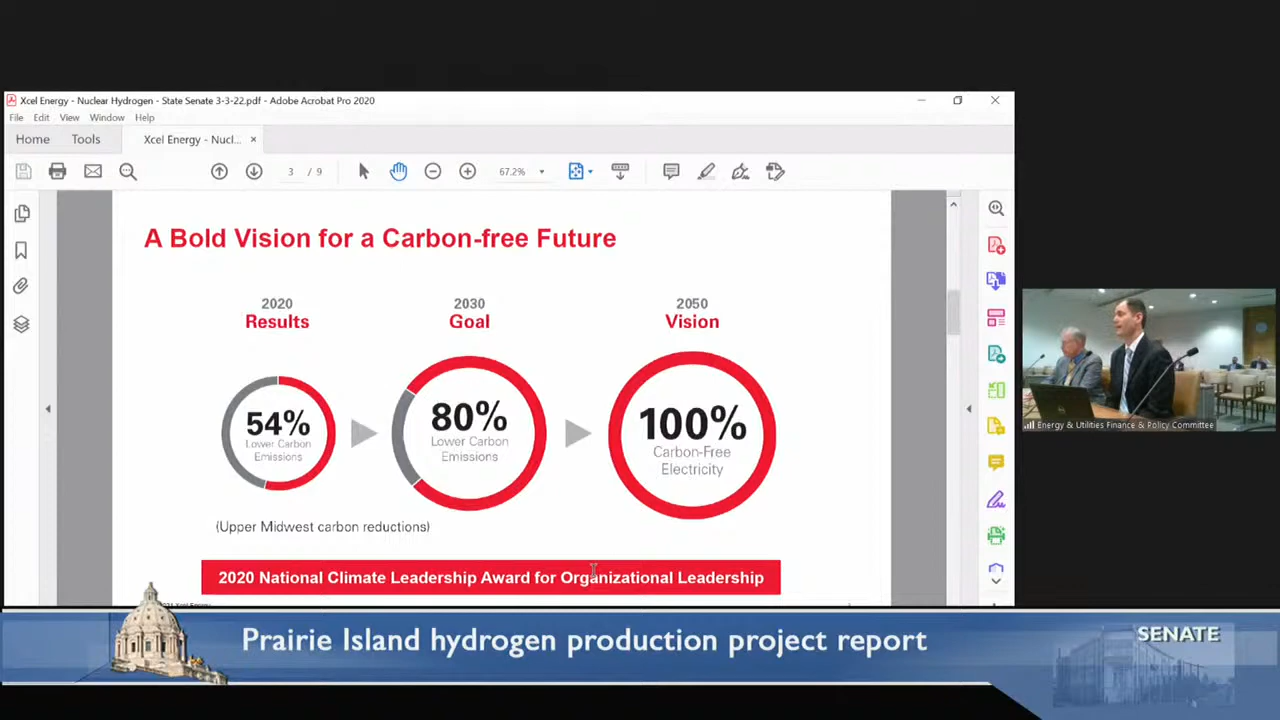 Xcel Energy - Nuclear Hydrogen - State Senate 3-3-22.pdf - Adobe Acrobat Pro 2020
File Edit View Window Help
Home Tools Xcel Energy - Nucl...
3 / 9 67.2%
A Bold Vision for a Carbon-free Future
2020 2030 2050
Results Goal Vision
54% 80% 100%
Lower Carbon Emissions Lower Carbon Emissions Carbon-Free Electricity
(Upper Midwest carbon reductions)
2020 National Climate Leadership Award for Organizational Leadership
Energy & Utilities Finance & Policy Committee
Prairie Island hydrogen production project report
SENATE